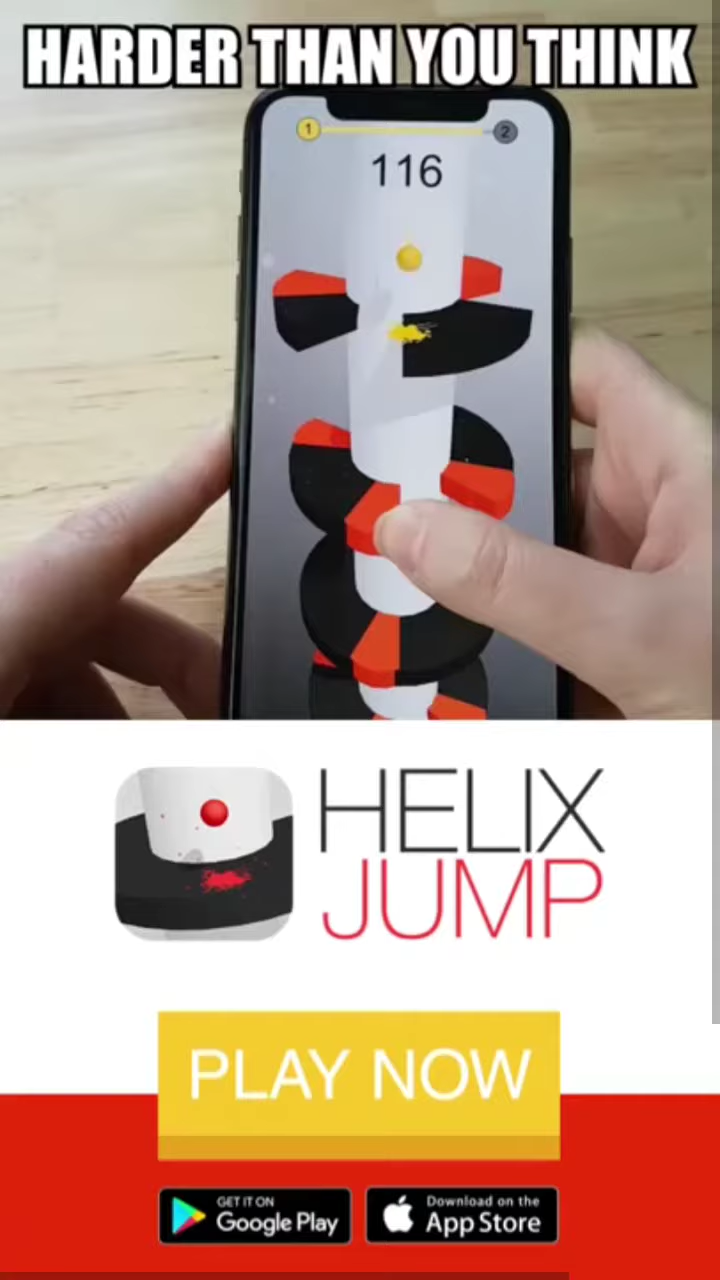 HARDER THAN YOU THINK
1 2
116
HELIX
JUMP
PLAY NOW
GET IT ON
Google Play
Download on the
App Store